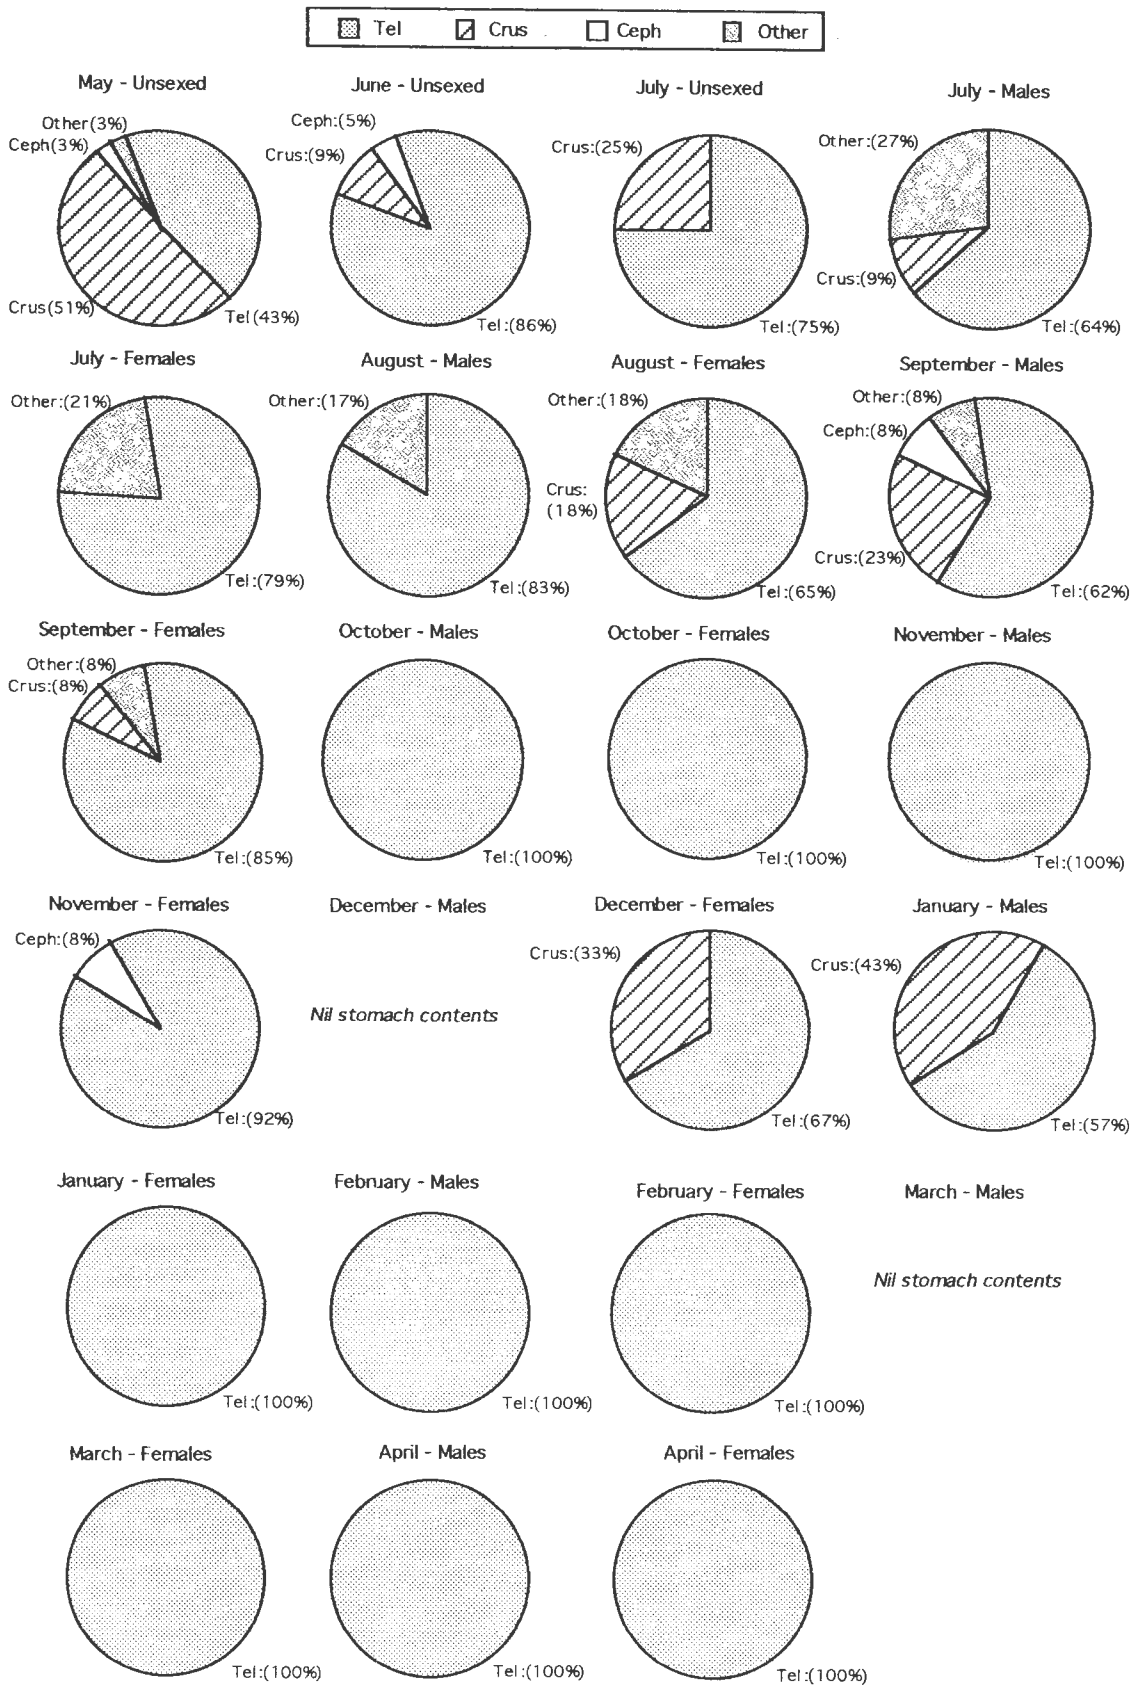 Tel Crus Ceph Other
May - Unsexed
Other(3%)
Ceph(3%)
Crus(51%)
Tel(43%)
June - Unsexed
Ceph:(5%)
Crus:(9%)
Tel:(86%)
July - Unsexed
Crus:(25%)
Tel:(75%)
July - Males
Other:(27%)
Crus:(9%)
Tel:(64%)
July - Females
Other:(21%)
Tel:(79%)
August - Males
Other:(17%)
Tel:(83%)
August - Females
Other:(18%)
Crus:
(18%)
Tel:(65%)
September - Males
Other:(8%)
Ceph:(8%)
Crus:(23%)
Tel:(62%)
September - Females
Other:(8%)
Crus:(8%)
Tel:(85%)
October - Males
Tel:(100%)
October - Females
Tel:(100%)
November - Males
Tel:(100%)
November - Females
Ceph:(8%)
Tel:(92%)
December - Males
Nil stomach contents
December - Females
Crus:(33%)
Tel:(67%)
January - Males
Crus:(43%)
Tel:(57%)
January - Females
Tel:(100%)
February - Males
Tel:(100%)
February - Females
Tel:(100%)
March - Males
Nil stomach contents
March - Females
Tel:(100%)
April - Males
Tel:(100%)
April - Females
Tel:(100%)